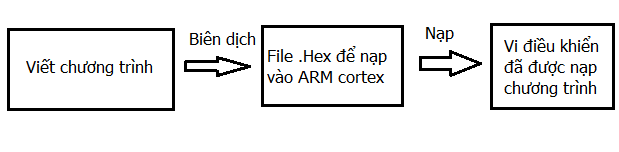 Viết chương trình
Biên dịch
File .Hex để nạp
vào ARM cortex
Nạp
Vi điều khiển
đã được nạp
chương trình